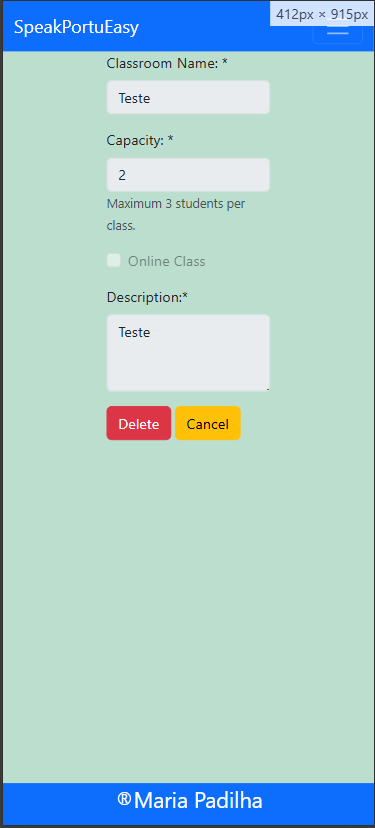 SpeakPortuEasy
412px × 915px
Classroom Name: *
Teste
Capacity: *
2
Maximum 3 students per
class.
Online Class
Description:*
Teste
Delete Cancel
®Maria Padilha